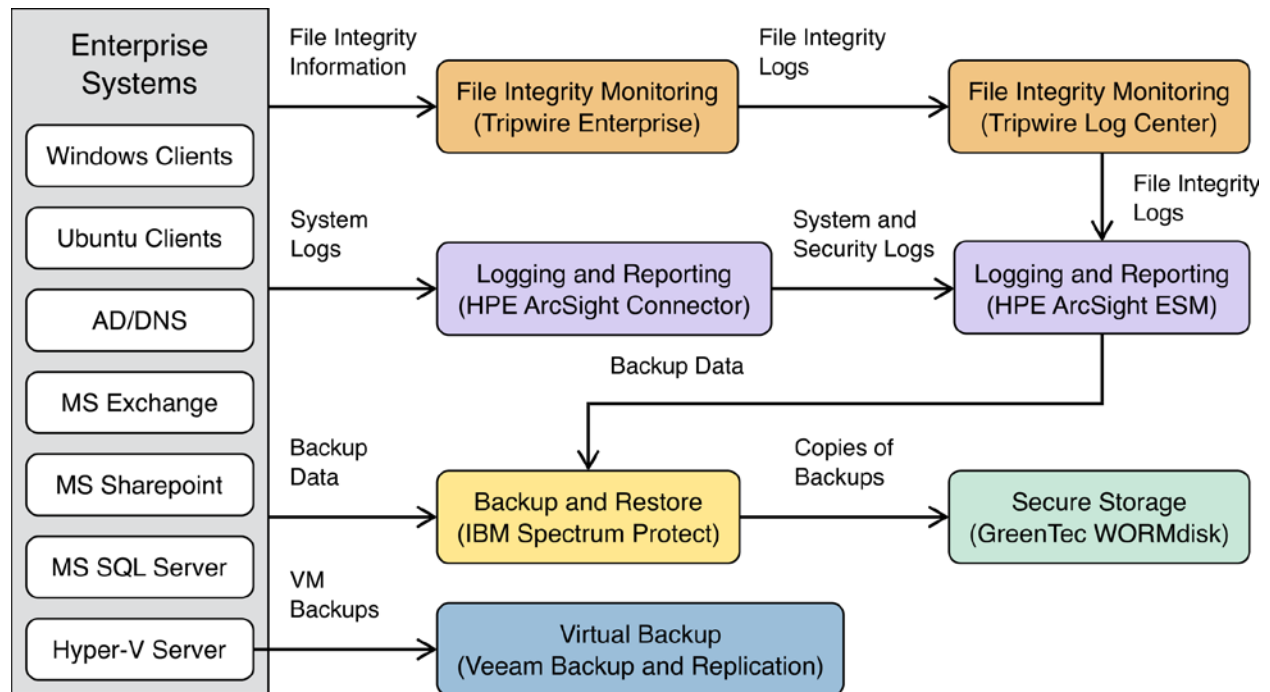 Enterprise
Systems
Windows Clients
Ubuntu Clients
AD/DNS
MS Exchange
MS Sharepoint
MS SQL Server
Hyper-V Server
File Integrity
Information
File Integrity Monitoring
(Tripwire Enterprise)
File Integrity
Logs
File Integrity Monitoring
(Tripwire Log Center)
File Integrity
Logs
System
Logs
Logging and Reporting
(HPE ArcSight Connector)
System and
Security Logs
Logging and Reporting
(HPE ArcSight ESM)
Backup Data
Backup
Data
Backup and Restore
(IBM Spectrum Protect)
Copies of
Backups
Secure Storage
(GreenTec WORMdisk)
VM
Backups
Virtual Backup
(Veeam Backup and Replication)